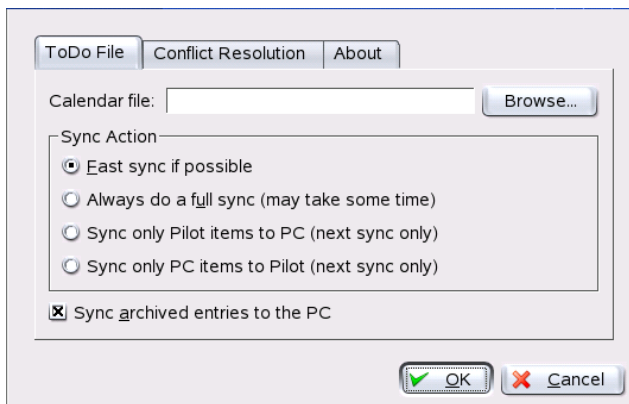 ToDo File Conflict Resolution About
Calendar file: Browse...
Sync Action
Fast sync if possible
Always do a full sync (may take some time)
Sync only Pilot items to PC (next sync only)
Sync only PC items to Pilot (next sync only)
Sync archived entries to the PC
OK Cancel